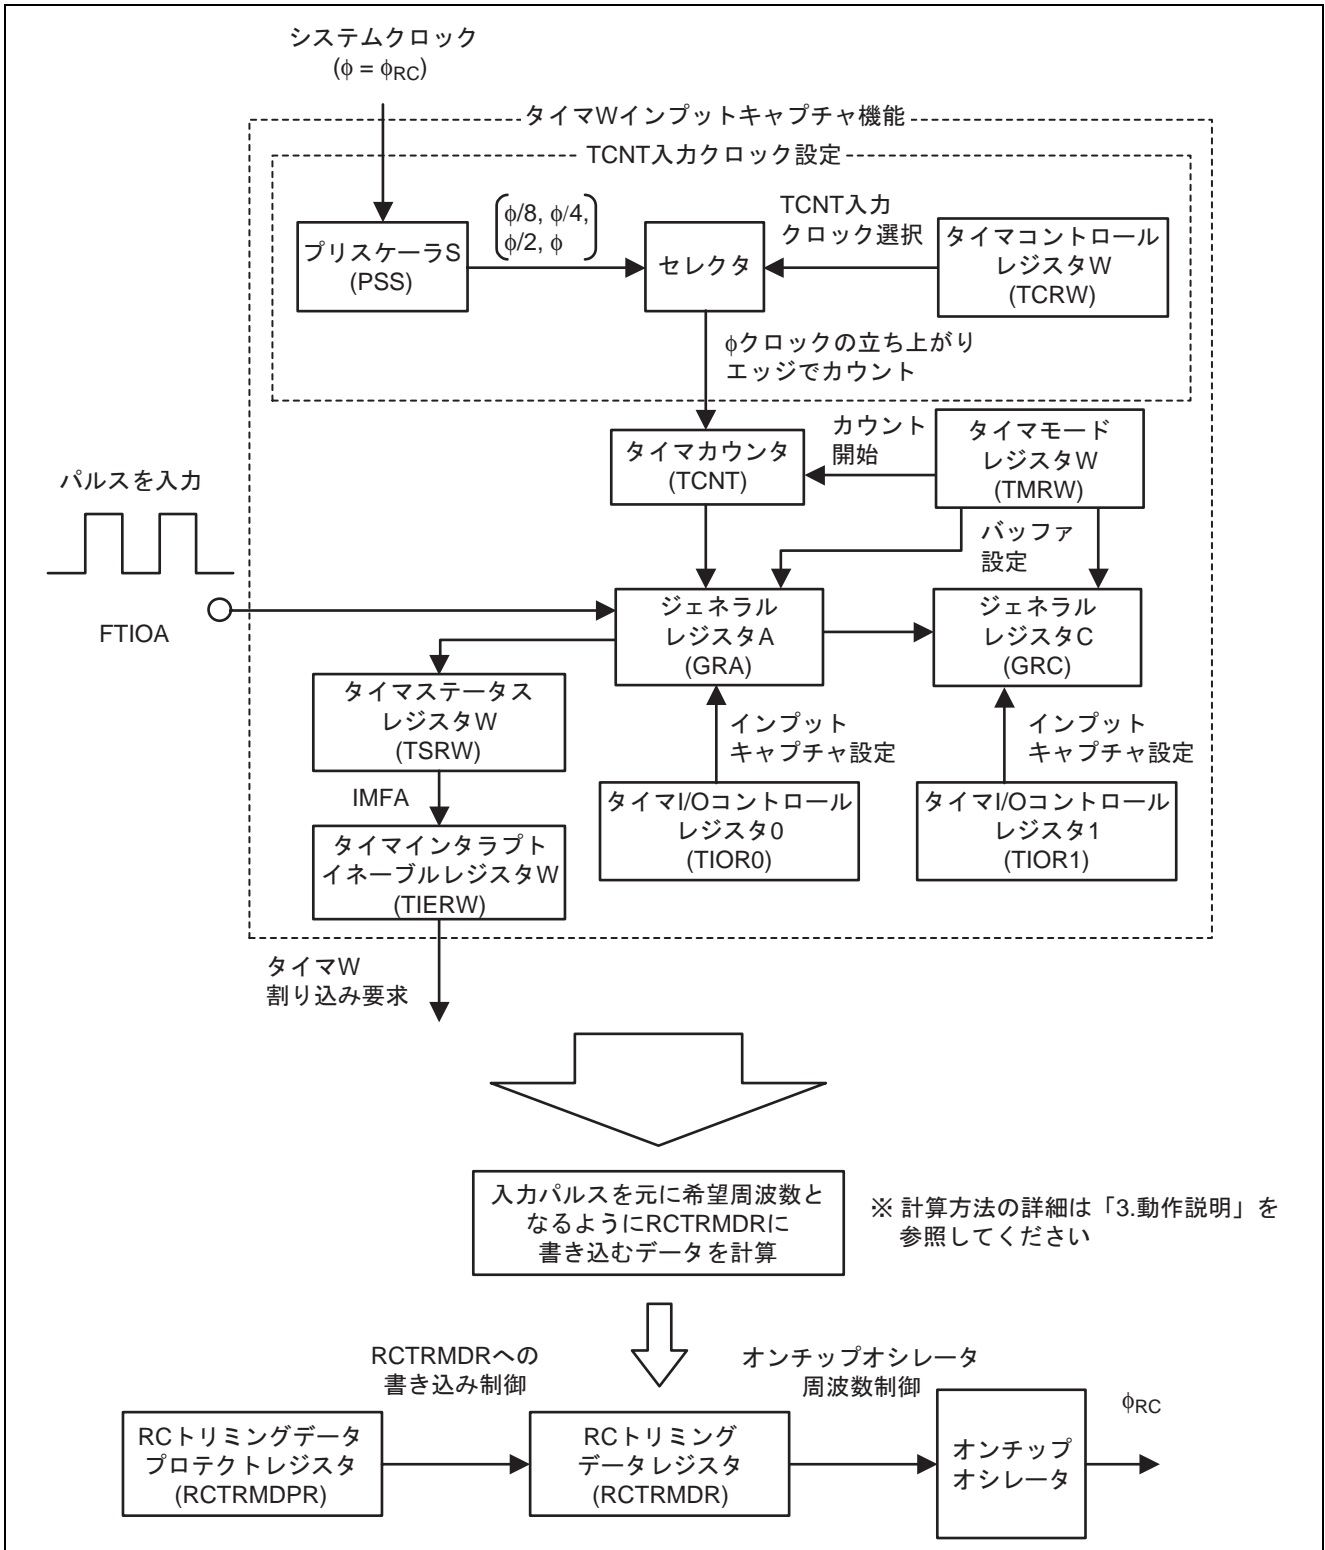 システムクロック
(ϕ = ϕRC)
タイマWインプットキャプチャ機能
TCNT入力クロック設定
プリスケーラS
(PSS)
ϕ/8, ϕ/4,
ϕ/2, ϕ
セレクタ
TCNT入力
クロック選択
タイマコントロール
レジスタW
(TCRW)
ϕクロックの立ち上がり
エッジでカウント
タイマカウンタ
(TCNT)
カウント
開始
タイマモード
レジスタW
(TMRW)
パルスを入力
バッファ
設定
FTIOA
ジェネラル
レジスタA
(GRA)
ジェネラル
レジスタC
(GRC)
タイマステータス
レジスタW
(TSRW)
インプット
キャプチャ設定
インプット
キャプチャ設定
IMFA
タイマI/Oコントロール
レジスタ0
(TIOR0)
タイマI/Oコントロール
レジスタ1
(TIOR1)
タイマインタラプト
イネーブルレジスタW
(TIERW)
タイマW
割り込み要求
入力パルスを元に希望周波数と
なるようにRCTRMDRに
書き込むデータを計算
※ 計算方法の詳細は「3.動作説明」を
参照してください
RCTRMDRへの
書き込み制御
オンチップオシレータ
周波数制御
RCトリミングデータ
プロテクトレジスタ
(RCTRMDPR)
RCトリミング
データレジスタ
(RCTRMDR)
オンチップ
オシレータ
ϕRC